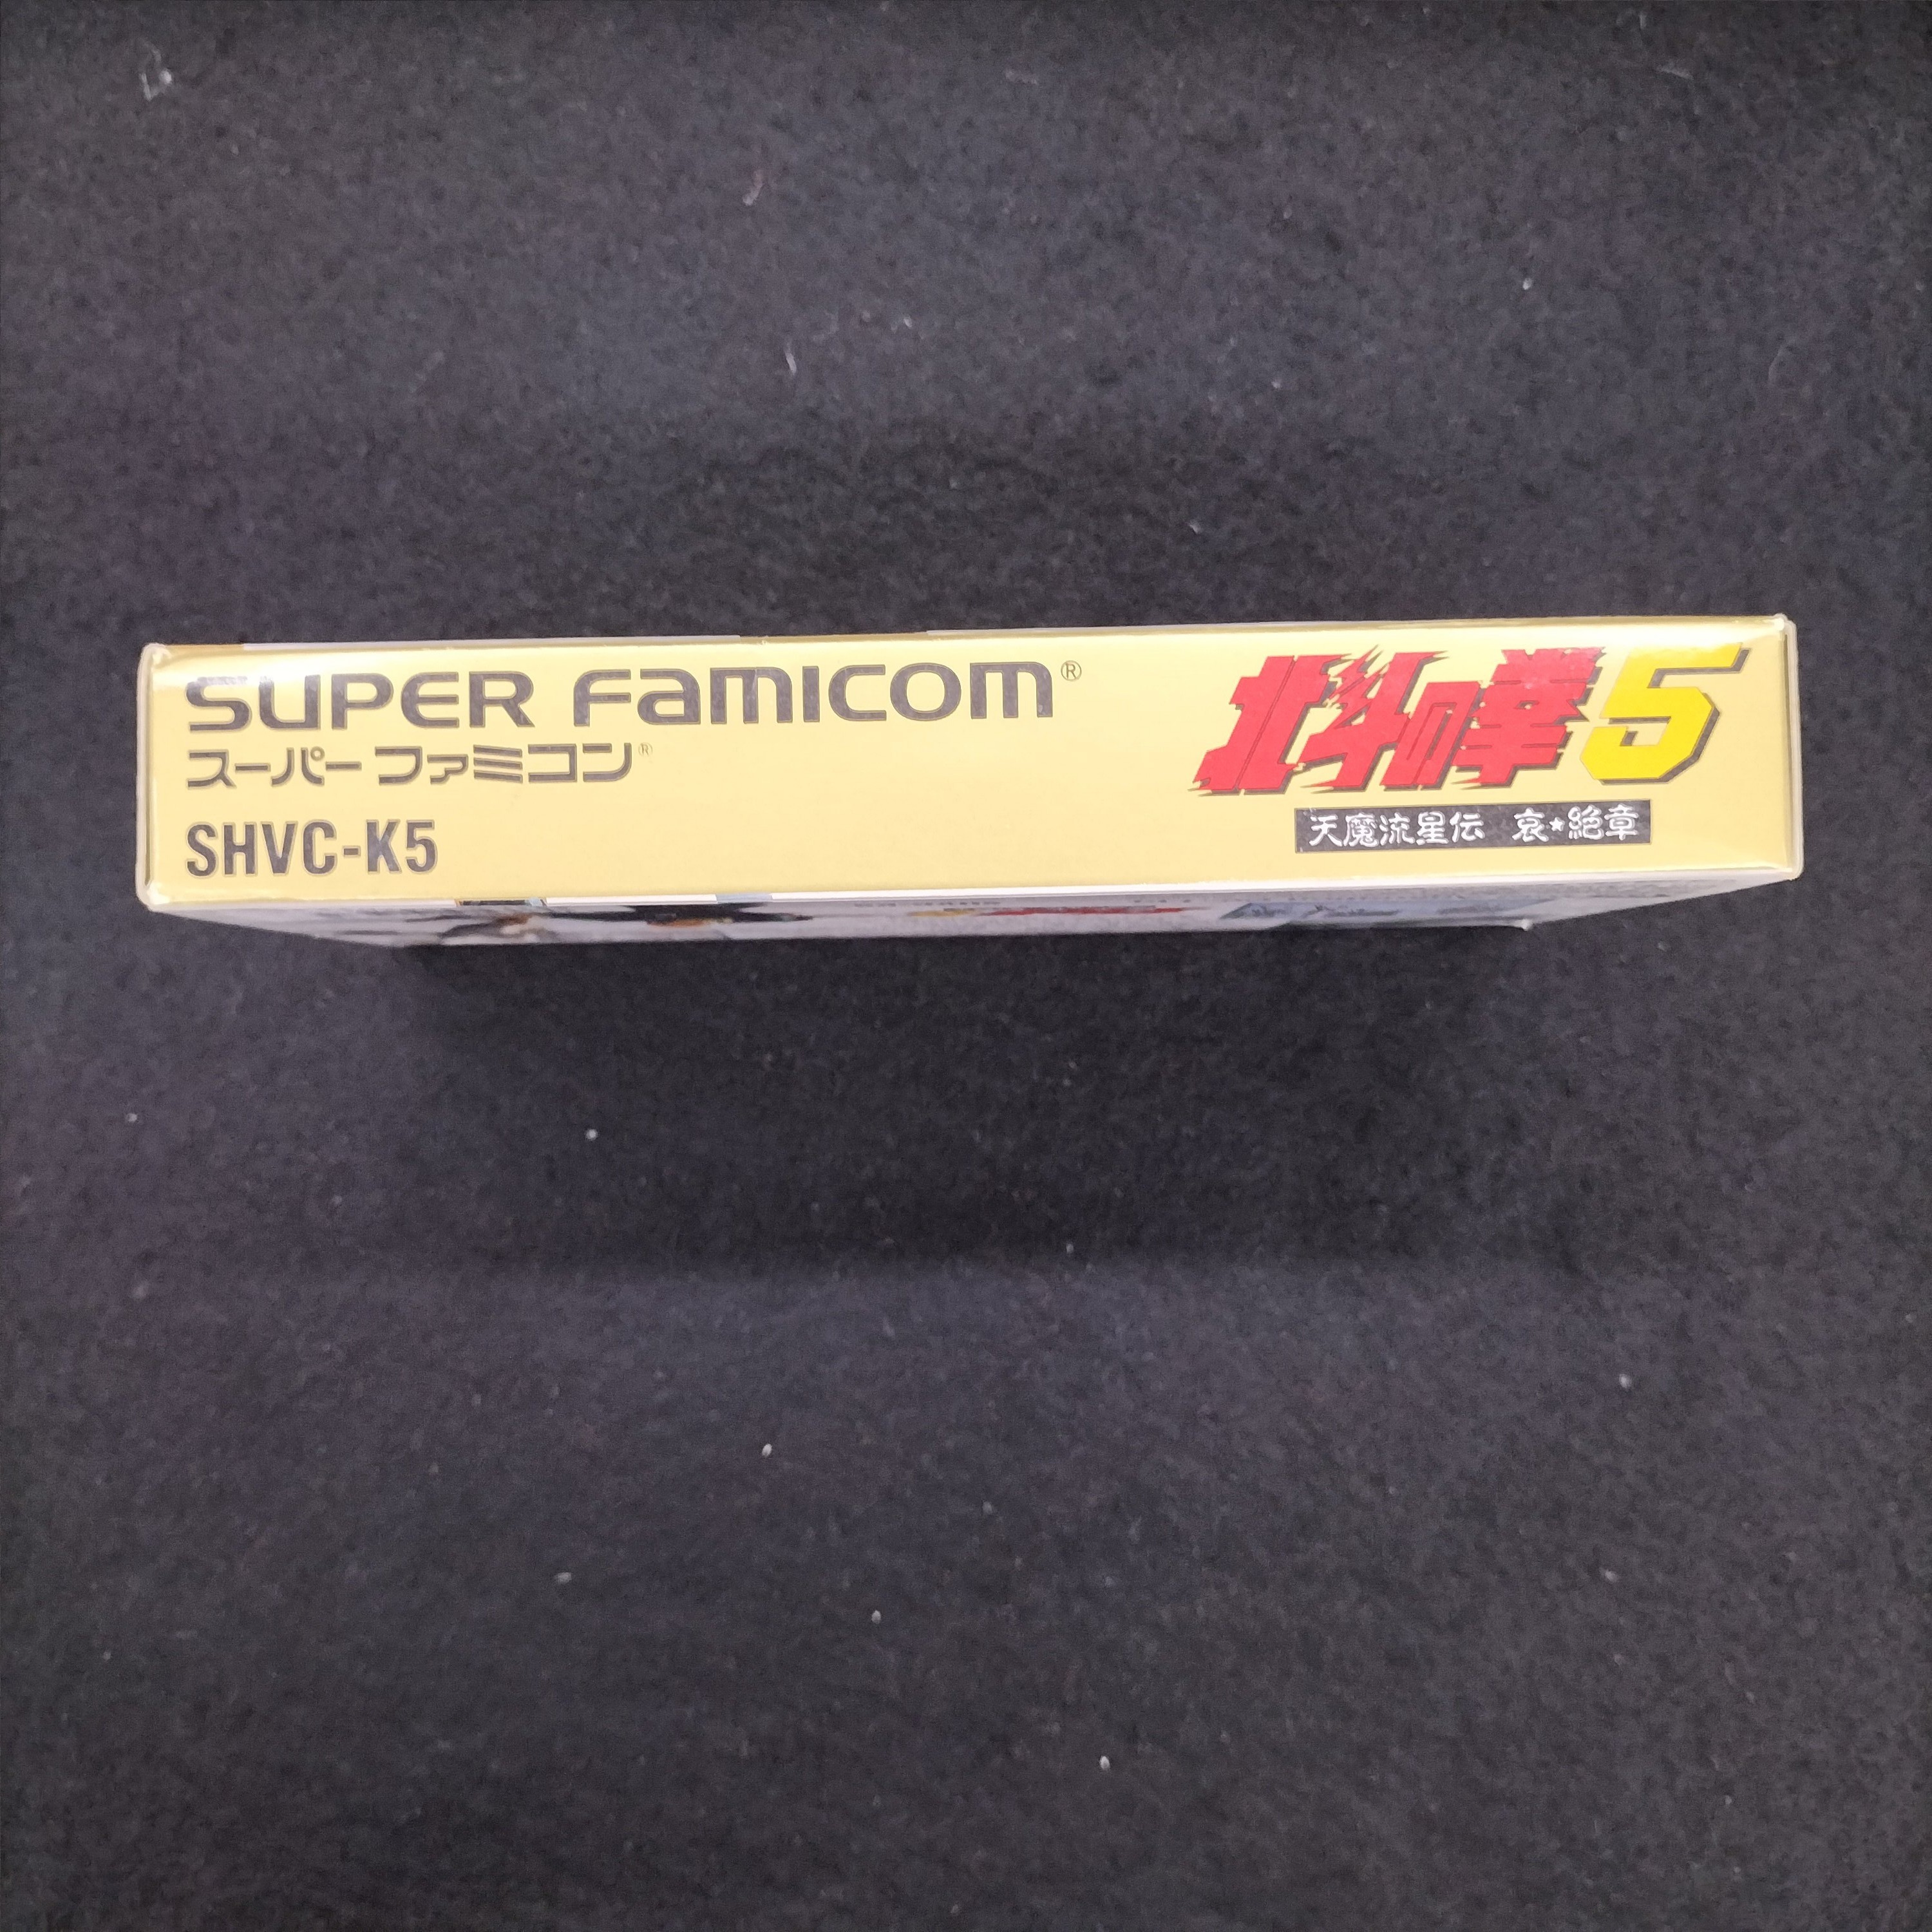 SUPER Famicom®
スーパーファミコン®
SHVC-K5
北斗の拳5
天魔流星伝 哀★絶章